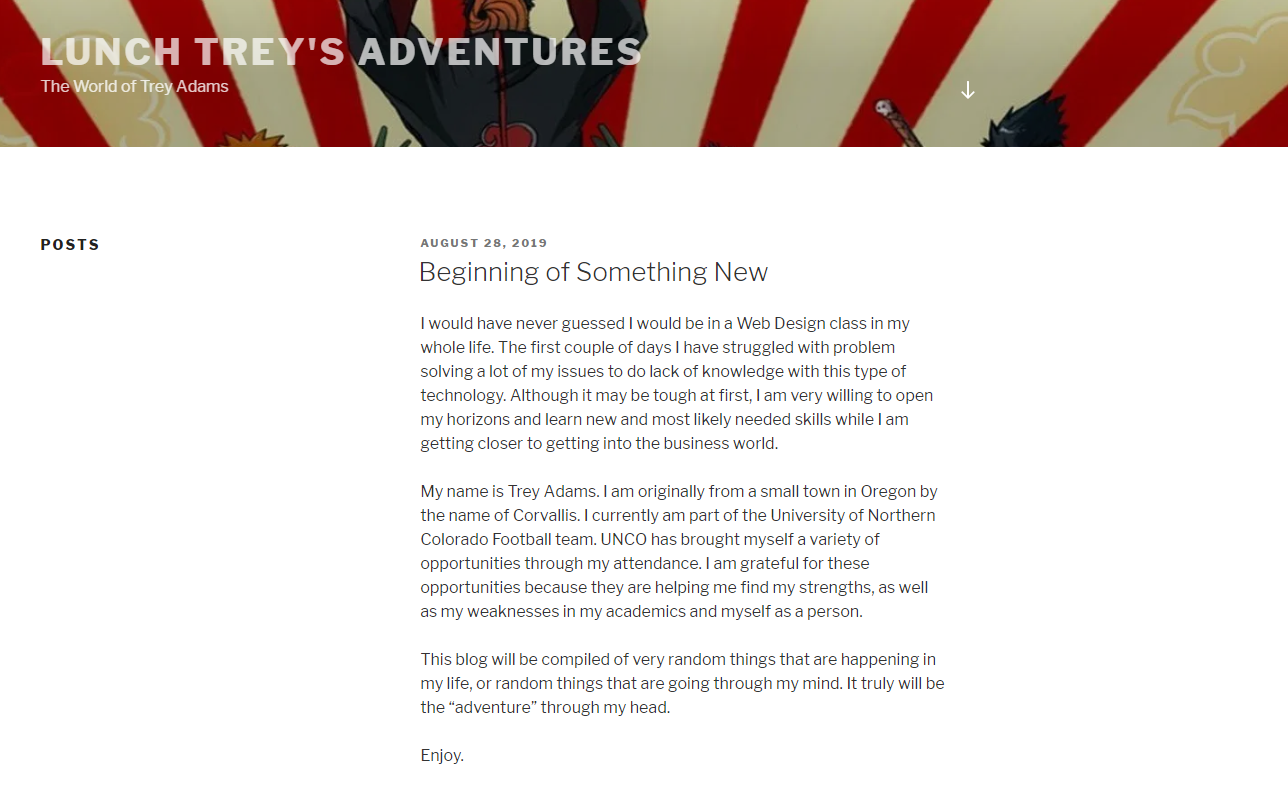 LUNCH TREY'S ADVENTURES
The World of Trey Adams
POSTS
AUGUST 28, 2019
Beginning of Something New
I would have never guessed I would be in a Web Design class in my
whole life. The first couple of days I have struggled with problem
solving a lot of my issues to do lack of knowledge with this type of
technology. Although it may be tough at first, I am very willing to open
my horizons and learn new and most likely needed skills while I am
getting closer to getting into the business world.
My name is Trey Adams. I am originally from a small town in Oregon by
the name of Corvallis. I currently am part of the University of Northern
Colorado Football team. UNCO has brought myself a variety of
opportunities through my attendance. I am grateful for these
opportunities because they are helping me find my strengths, as well
as my weaknesses in my academics and myself as a person.
This blog will be compiled of very random things that are happening in
my life, or random things that are going through my mind. It truly will be
the “adventure” through my head.
Enjoy.